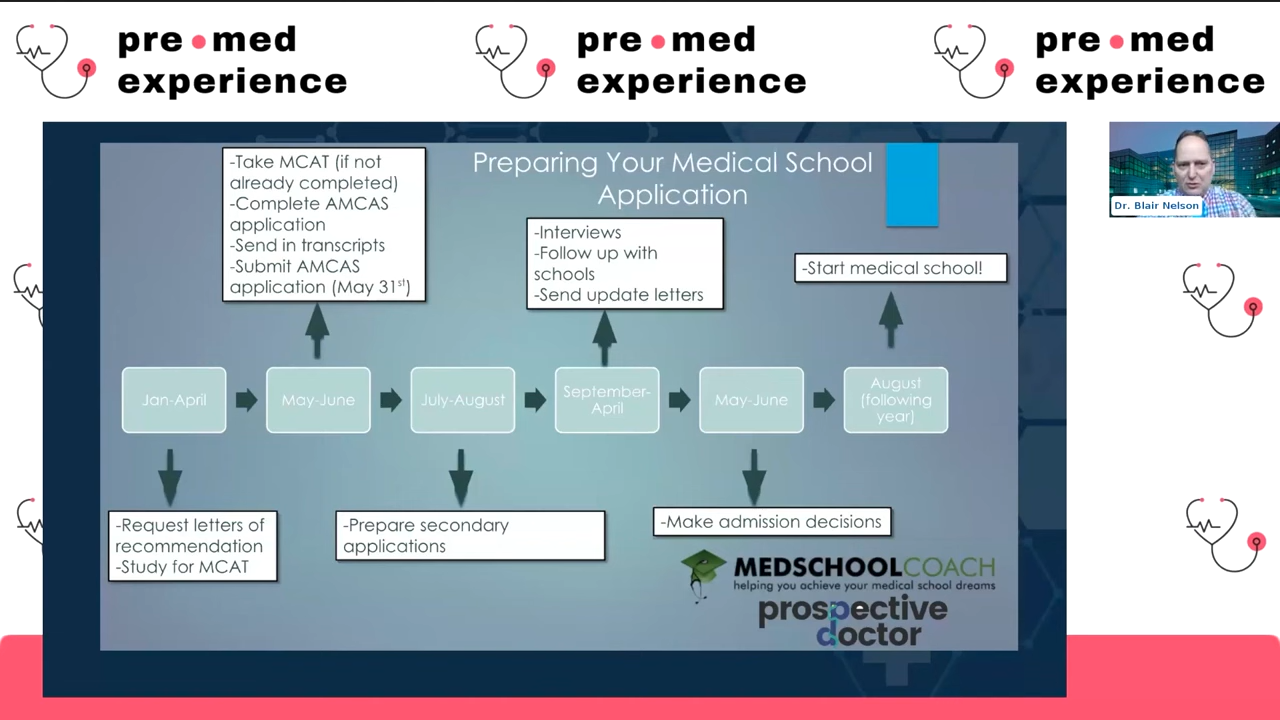 pre med
experience
pre med
experience
pre med
experience
Preparing Your Medical School
Application
-Take MCAT (if not
already completed)
-Complete AMCAS
application
-Send in transcripts
-Submit AMCAS
application (May 31st)
-Interviews
-Follow up with
schools
-Send update letters
-Start medical school!
Dr. Blair Nelson
Jan-April
May-June
July-August
September-
April
May-June
August
(following
year)
-Request letters of
recommendation
-Study for MCAT
-Prepare secondary
applications
-Make admission decisions
MEDSCHOOLCOACH
helping you achieve your medical school dreams
prospective
doctor